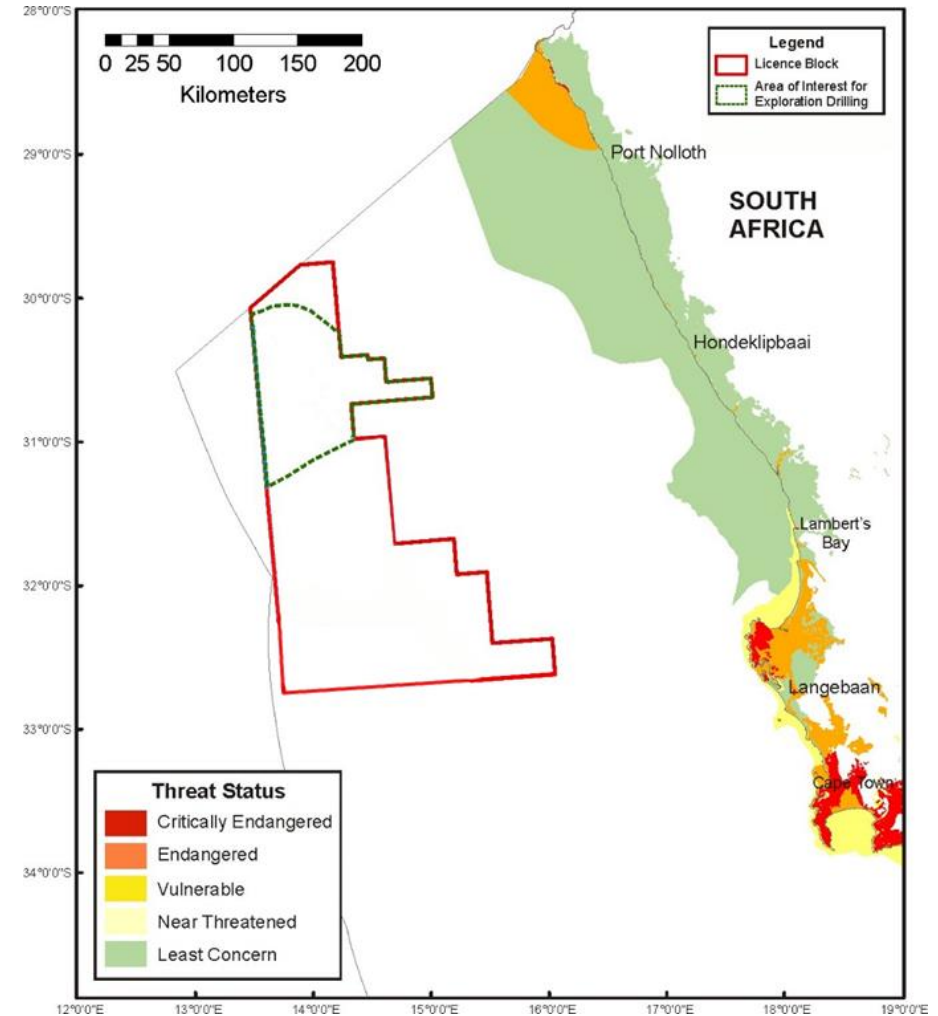 28°0'0"S
29°0'0"S
30°0'0"S
31°0'0"S
32°0'0"S
33°0'0"S
34°0'0"S
0 25 50 100 150 200
Kilometers
Legend
Licence Block
Area of Interest for
Exploration Drilling
Port Nolloth
SOUTH
AFRICA
Hondeklipbaai
Lambert's
Bay
Langebaan
Cape Town
Threat Status
Critically Endangered
Endangered
Vulnerable
Near Threatened
Least Concern
12°0'0"E 13°0'0"E 14°0'0"E 15°0'0"E 16°0'0"E 17°0'0"E 18°0'0"E 19°0'0"E